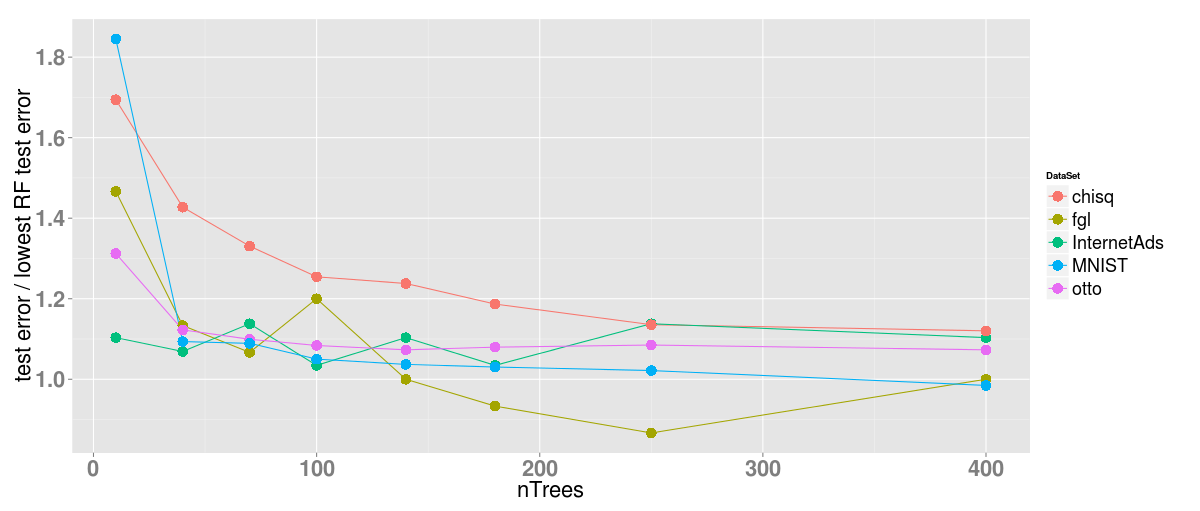 test error / lowest RF test error
1.8
1.6
1.4
1.2
1.0
0 100 200 300 400
nTrees
DataSet
chisq
fgl
InternetAds
MNIST
otto